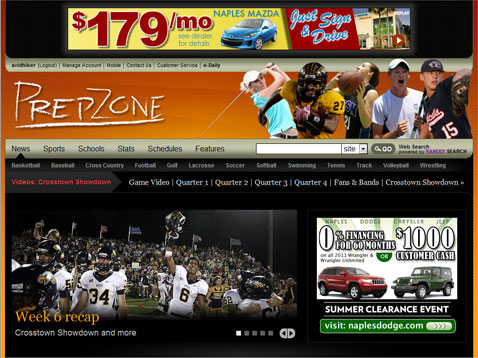 $179/mo
NAPLES MAZDA
see dealer
for details
Just Sign
& Drive
avidhiker (Logout) | Manage Account | Mobile | Contact Us | Customer Service | e-Daily
PREPZONE
27
15
News Sports Schools Stats Schedules Features
site GO Web Search
powered by YAHOO! SEARCH
Basketball Baseball Cross Country Football Golf Lacrosse Soccer Softball Swimming Tennis Track Volleyball Wrestling
Videos: Crosstown Showdown
Game Video | Quarter 1 | Quarter 2 | Quarter 3 | Quarter 4 | Fans & Bands | Crosstown Showdown »
34
6
62
Week 6 recap
Crosstown Showdown and more
NAPLES DODGE CHRYSLER JEEP
0% FINANCING
FOR 60 MONTHS
on all 2011 Wrangler &
Wrangler Unlimited
OR
$1000
CUSTOMER CASH
SUMMER CLEARANCE EVENT
visit: naplesdodge.com